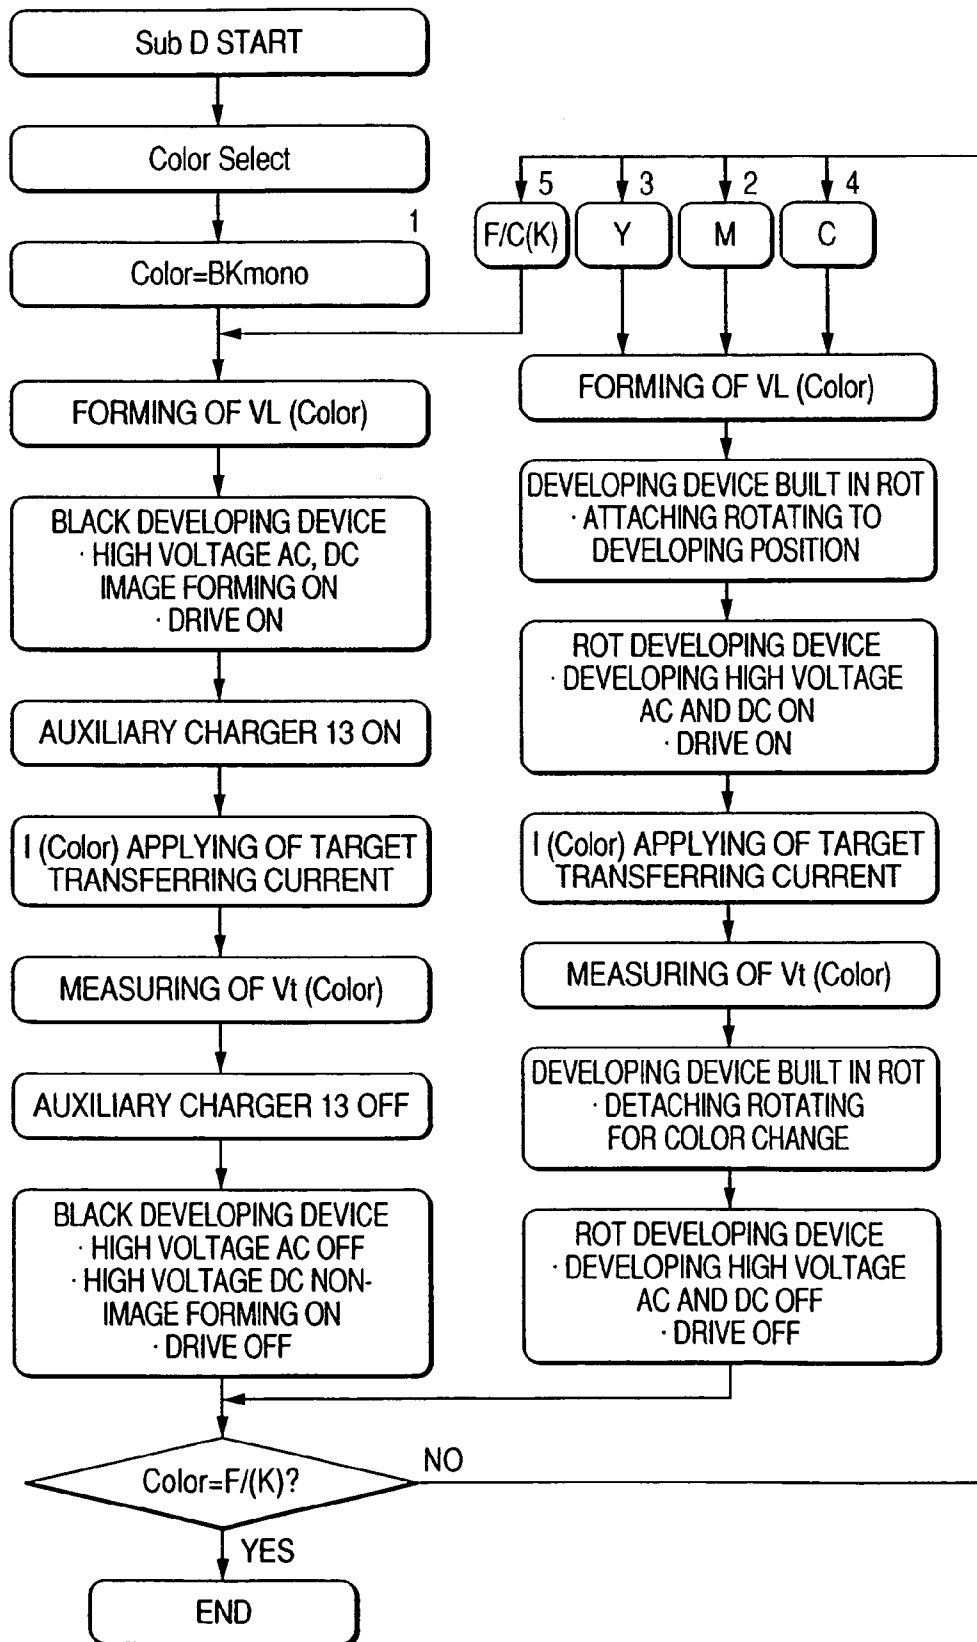 Sub D START
Color Select
1
Color=BKmono
5
3
2
4
F/C(K)
Y
M
C
FORMING OF VL (Color)
BLACK DEVELOPING DEVICE
· HIGH VOLTAGE AC, DC
IMAGE FORMING ON
· DRIVE ON
AUXILIARY CHARGER 13 ON
I (Color) APPLYING OF TARGET
TRANSFERRING CURRENT
MEASURING OF Vt (Color)
AUXILIARY CHARGER 13 OFF
BLACK DEVELOPING DEVICE
· HIGH VOLTAGE AC OFF
· HIGH VOLTAGE DC NON-
IMAGE FORMING ON
· DRIVE OFF
FORMING OF VL (Color)
DEVELOPING DEVICE BUILT IN ROT
· ATTACHING ROTATING TO
DEVELOPING POSITION
ROT DEVELOPING DEVICE
· DEVELOPING HIGH VOLTAGE
AC AND DC ON
· DRIVE ON
I (Color) APPLYING OF TARGET
TRANSFERRING CURRENT
MEASURING OF Vt (Color)
DEVELOPING DEVICE BUILT IN ROT
· DETACHING ROTATING
FOR COLOR CHANGE
ROT DEVELOPING DEVICE
· DEVELOPING HIGH VOLTAGE
AC AND DC OFF
· DRIVE OFF
Color=F/(K)?
NO
YES
END